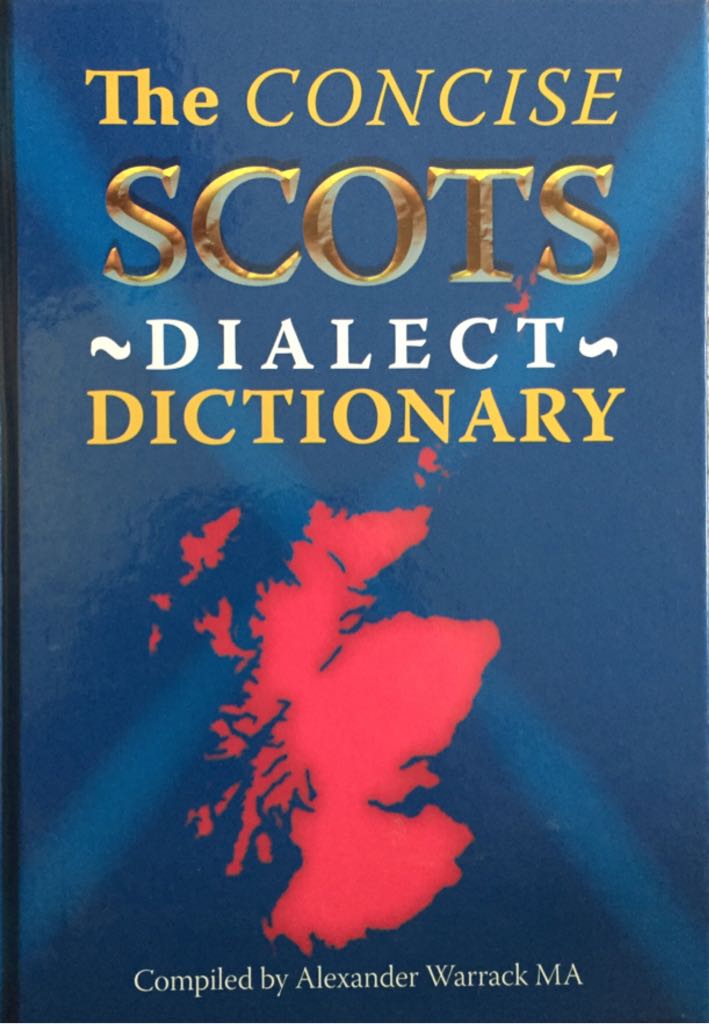 The CONCISE
SCOTS
~DIALECT~
DICTIONARY
Compiled by Alexander Warrack MA